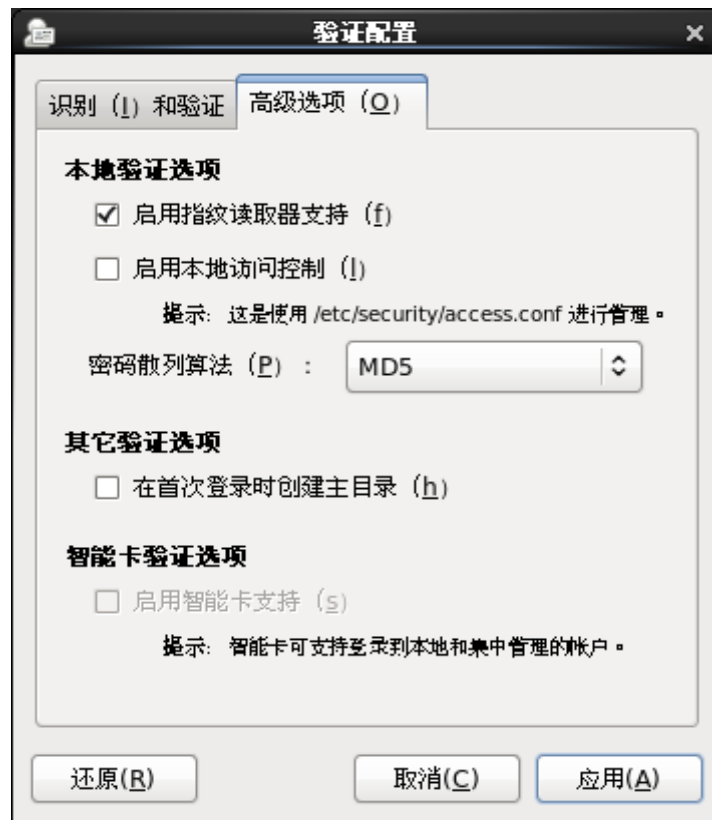 验证配置
识别 (I) 和验证
高级选项 (O)
本地验证选项
启用指纹读取器支持 (f)
启用本地访问控制 (l)
提示: 这是使用 /etc/security/access.conf 进行管理。
密码散列算法 (P) : MD5
其它验证选项
在首次登录时创建主目录 (h)
智能卡验证选项
启用智能卡支持 (s)
提示: 智能卡可支持登录到本地和集中管理的帐户。
还原(R) 取消(C) 应用(A)